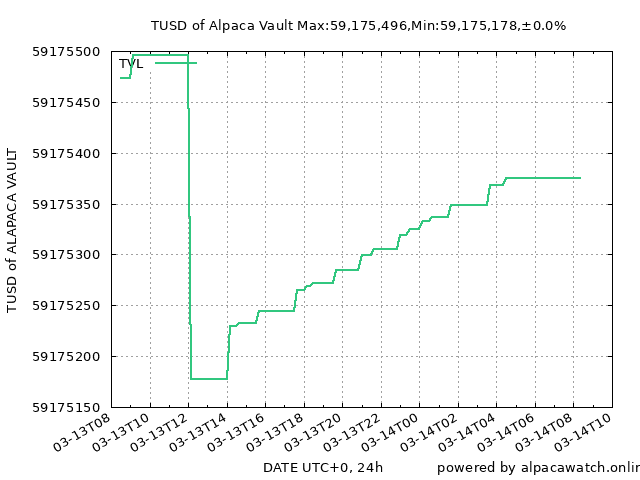 TUSD of Alpaca Vault Max:59,175,496,Min:59,175,178,±0.0%
TUSD of ALAPACA VAULT
TVL
59175500
59175450
59175400
59175350
59175300
59175250
59175200
59175150
03-13T08
03-13T10
03-13T12
03-13T14
03-13T16
03-13T18
03-13T20
03-13T22
03-14T00
03-14T02
03-14T04
03-14T06
03-14T08
03-14T10
DATE UTC+0, 24h
powered by alpacawatch.onlin